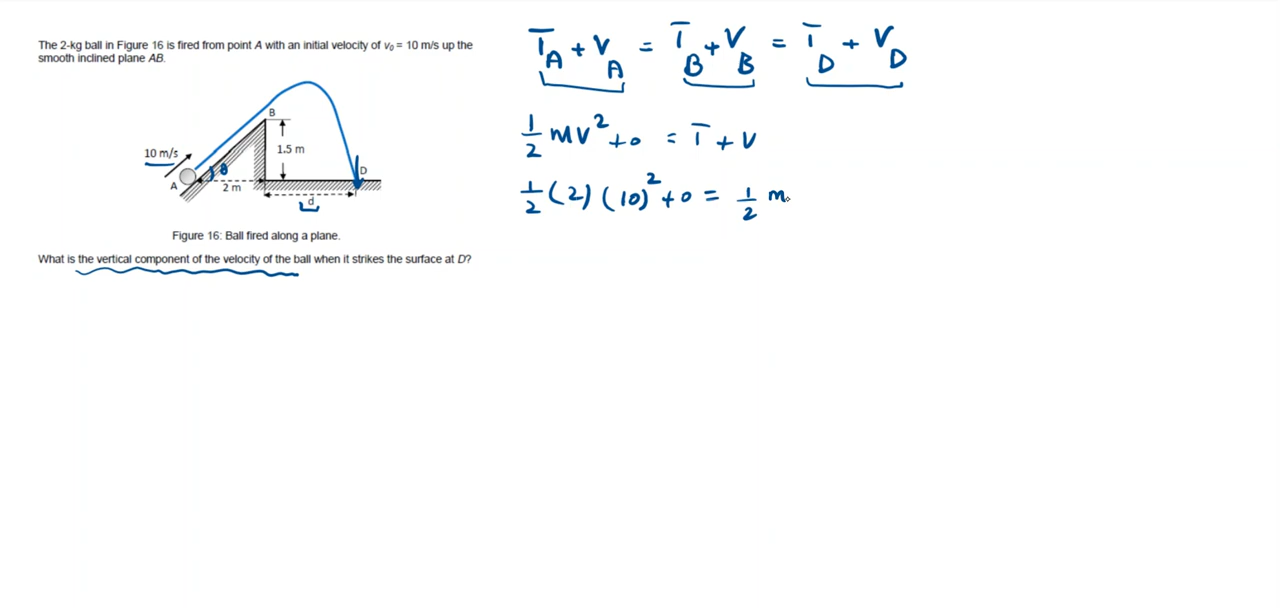 The 2-kg ball in Figure 16 is fired from point A with an initial velocity of v₀ = 10 m/s up the
smooth inclined plane AB.
B
10 m/s
1.5 m
θ
D
A
2 m
d
Figure 16: Ball fired along a plane.
What is the vertical component of the velocity of the ball when it strikes the surface at D?
T_A + V_A = T_B + V_B = T_D + V_D
1/2 mv² + 0 = T + V
1/2 (2) (10)² + 0 = 1/2 m